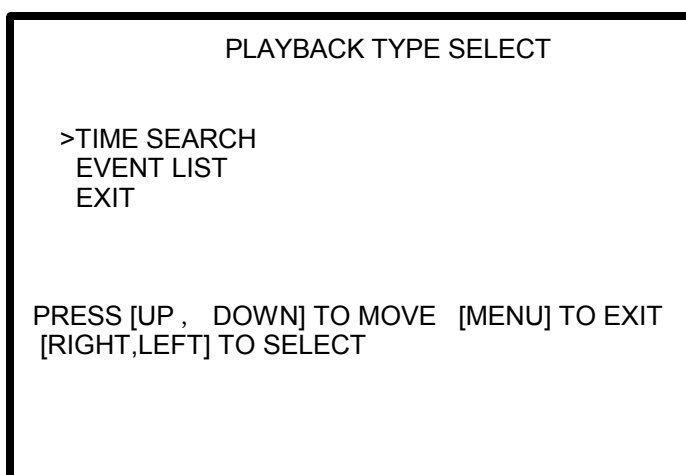 PLAYBACK TYPE SELECT
>TIME SEARCH
EVENT LIST
EXIT
PRESS [UP， DOWN] TO MOVE [MENU] TO EXIT
[RIGHT,LEFT] TO SELECT